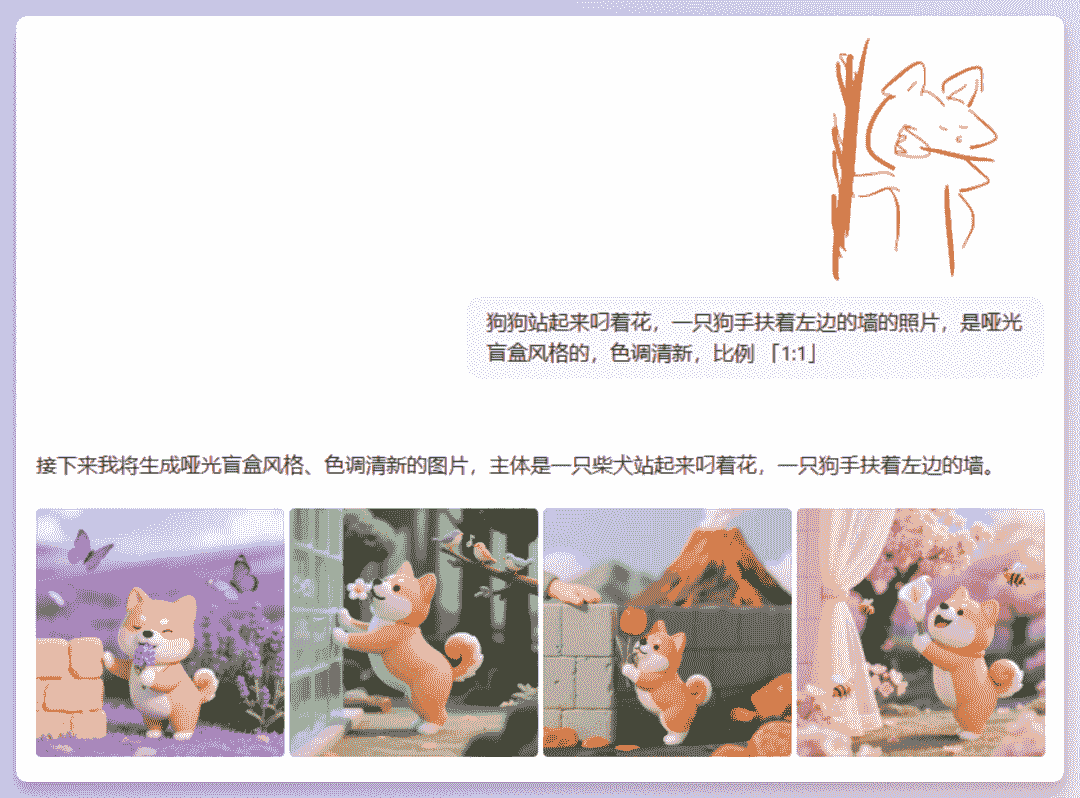 狗狗站起来叼着花，一只狗手扶着左边的墙的照片，是哑光
盲盒风格的，色调清新，比例 「1:1」
接下来我将生成哑光盲盒风格、色调清新的图片，主体是一只柴犬站起来叼着花，一只狗手扶着左边的墙。